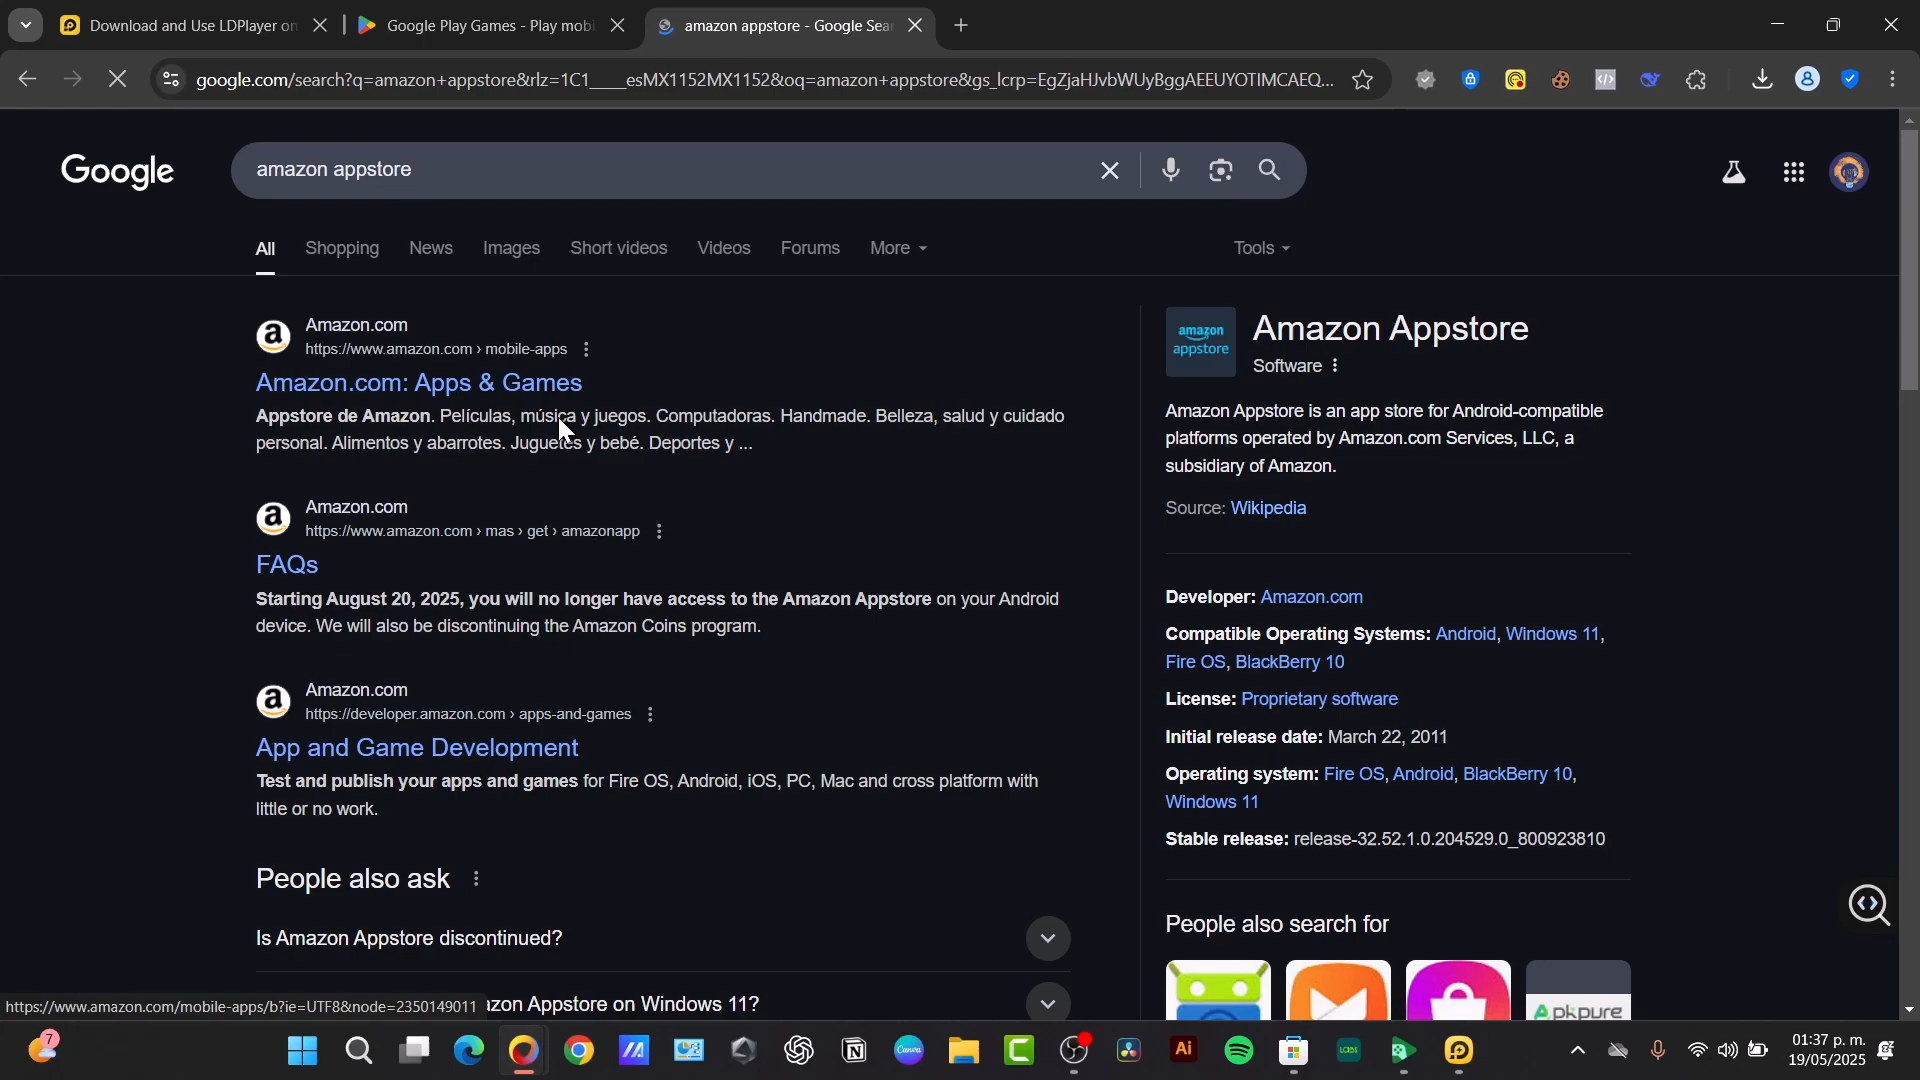 Download and Use LDPlayer on
Google Play Games - Play mobi
amazon appstore - Google Sear
google.com/search?q=amazon+appstore&rlz=1C1____esMX1152MX1152&oq=amazon+appstore&gs_lcrp=EgZjaHJvbWUyBggAEEUYOTIMCAEQ...
Google
amazon appstore
All
Shopping
News
Images
Short videos
Videos
Forums
More
Tools
Amazon.com
https://www.amazon.com › mobile-apps
Amazon.com: Apps & Games
Appstore de Amazon. Películas, música y juegos. Computadoras. Handmade. Belleza, salud y cuidado
personal. Alimentos y abarrotes. Juguetes y bebé. Deportes y ...
Amazon.com
https://www.amazon.com › mas › get › amazonapp
FAQs
Starting August 20, 2025, you will no longer have access to the Amazon Appstore on your Android
device. We will also be discontinuing the Amazon Coins program.
Amazon.com
https://developer.amazon.com › apps-and-games
App and Game Development
Test and publish your apps and games for Fire OS, Android, iOS, PC, Mac and cross platform with
little or no work.
People also ask
Is Amazon Appstore discontinued?
zon Appstore on Windows 11?
https://www.amazon.com/mobile-apps/b?ie=UTF8&node=2350149011
amazon
appstore
Amazon Appstore
Software
Amazon Appstore is an app store for Android-compatible
platforms operated by Amazon.com Services, LLC, a
subsidiary of Amazon.
Source: Wikipedia
Developer: Amazon.com
Compatible Operating Systems: Android, Windows 11,
Fire OS, BlackBerry 10
License: Proprietary software
Initial release date: March 22, 2011
Operating system: Fire OS, Android, BlackBerry 10,
Windows 11
Stable release: release-32.52.1.0.204529.0_800923810
People also search for
Apkpure
7
Canva
Ai
LABS
01:37 p. m.
19/05/2025